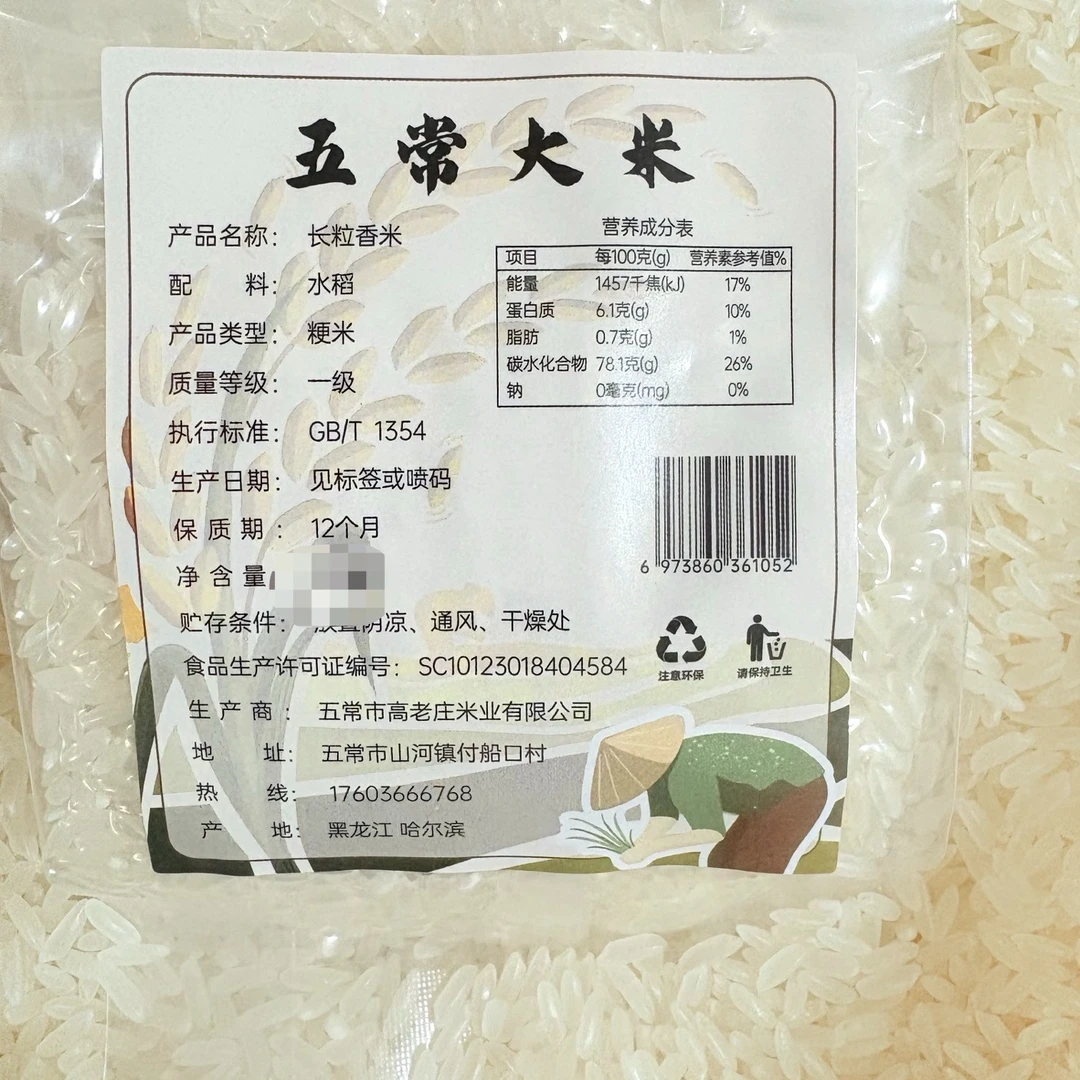 五常大米
产品名称： 长粒香米
配 料： 水稻
产品类型： 粳米
质量等级： 一级
执行标准： GB/T 1354
生产日期： 见标签或喷码
保 质 期 ： 12个月
净 含 量
贮存条件： 放置阴凉、通风、干燥处
食品生产许可证编号： SC10123018404584
生 产 商 ： 五常市高老庄米业有限公司
地 址： 五常市山河镇付船口村
热 线： 17603666768
产 地： 黑龙江 哈尔滨
营养成分表
项目 每100克(g) 营养素参考值%
能量 1457千焦(kJ) 17%
蛋白质 6.1克(g) 10%
脂肪 0.7克(g) 1%
碳水化合物 78.1克(g) 26%
钠 0毫克(mg) 0%
6 973860 361052
注意环保
请保持卫生